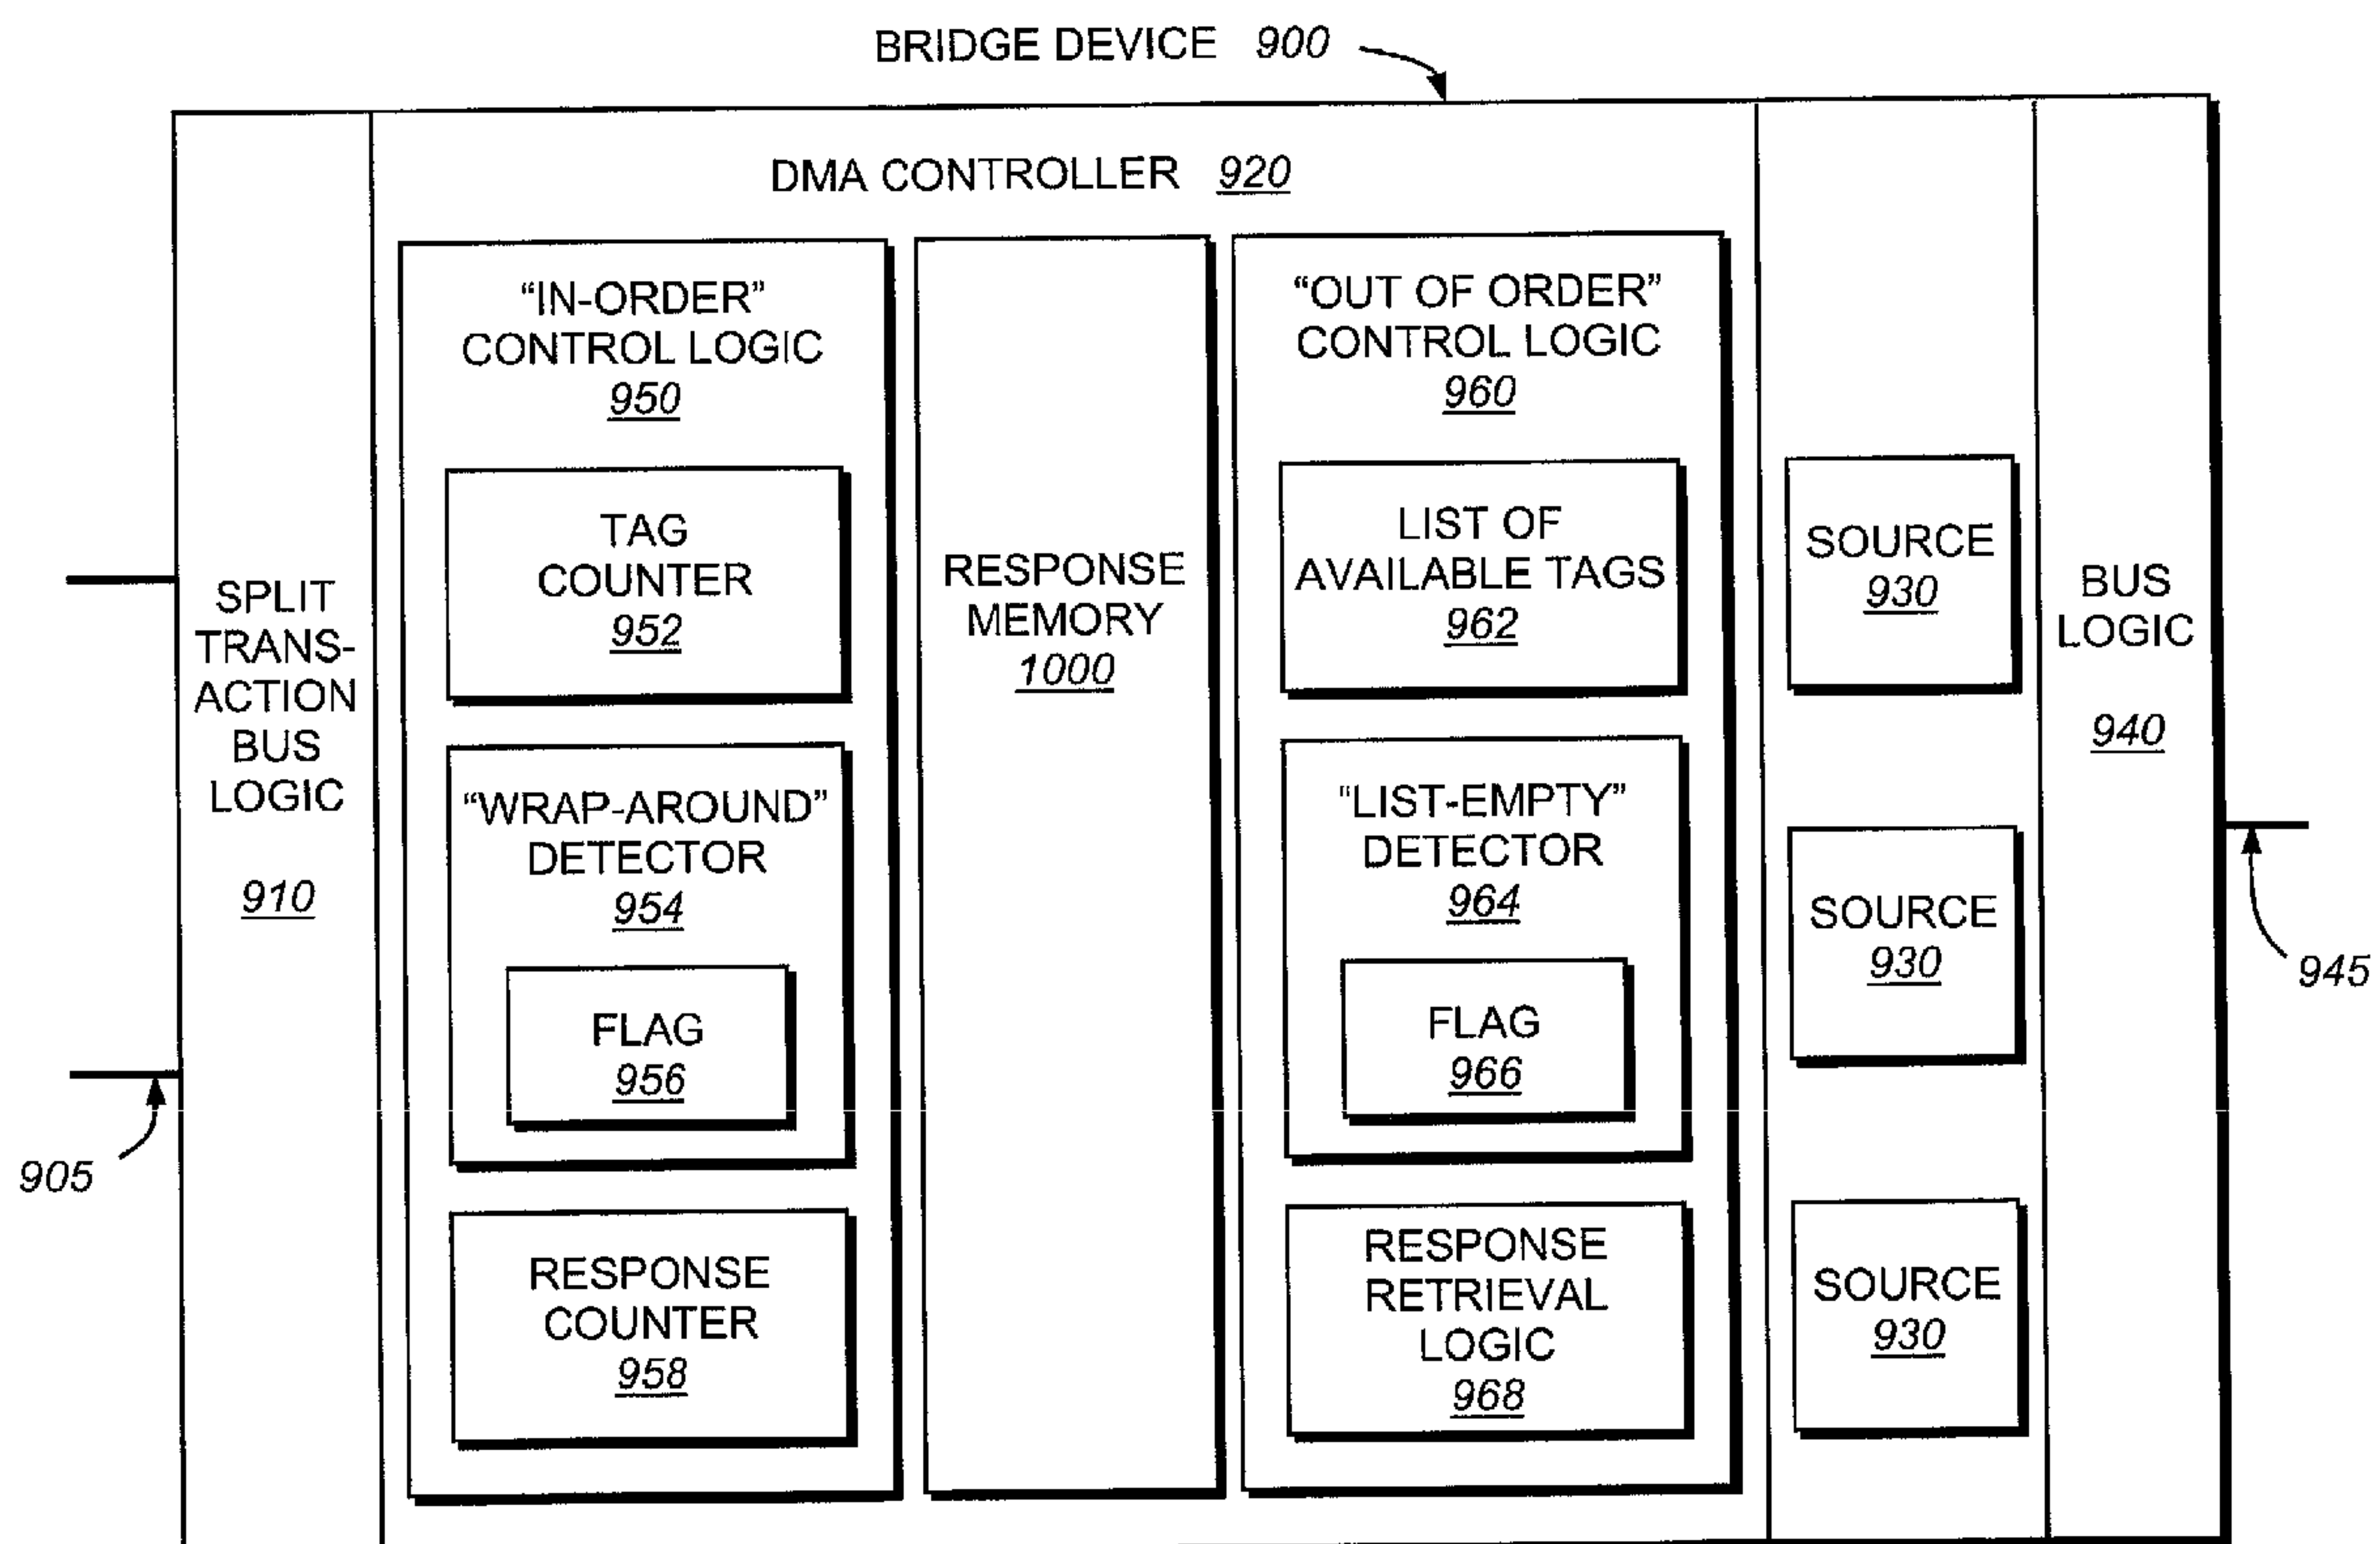 BRIDGE DEVICE 900
DMA CONTROLLER 920
SPLIT
TRANS-
ACTION
BUS
LOGIC
910
905
“IN-ORDER”
CONTROL LOGIC
950
TAG
COUNTER
952
“WRAP-AROUND”
DETECTOR
954
FLAG
956
RESPONSE
COUNTER
958
RESPONSE
MEMORY
1000
“OUT OF ORDER”
CONTROL LOGIC
960
LIST OF
AVAILABLE TAGS
962
“LIST-EMPTY”
DETECTOR
964
FLAG
966
RESPONSE
RETRIEVAL
LOGIC
968
SOURCE
930
SOURCE
930
SOURCE
930
BUS
LOGIC
940
945